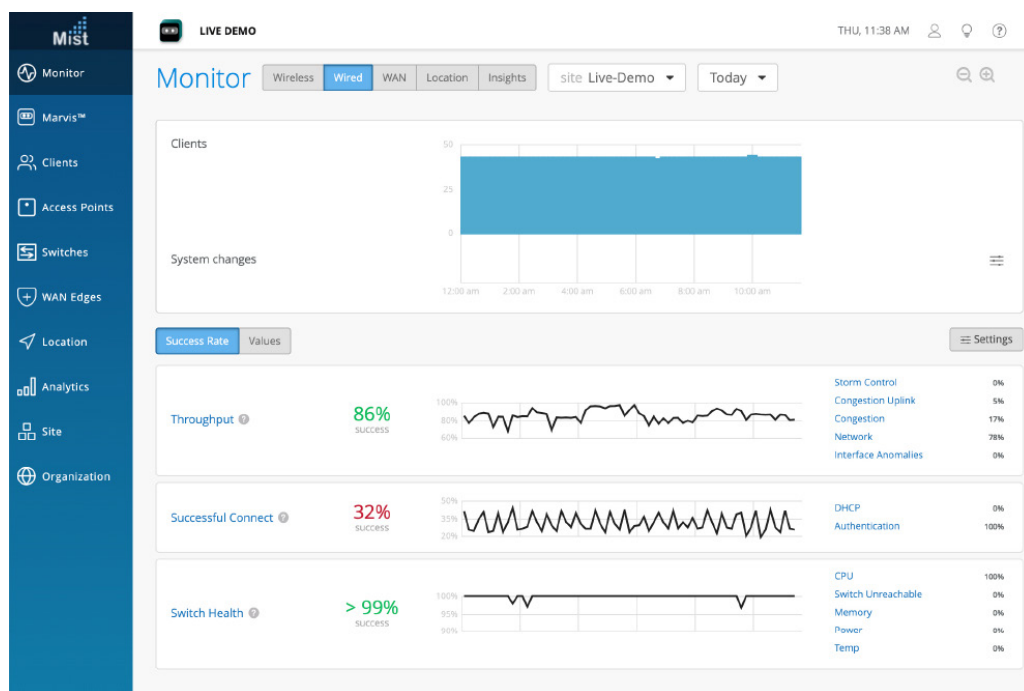 Mist
LIVE DEMO
THU, 11:38 AM
Monitor
Marvis™
Clients
Access Points
Switches
WAN Edges
Location
Analytics
Site
Organization
Monitor
Wireless Wired WAN Location Insights
site Live-Demo
Today
Clients
50
25
0
System changes
12:00 am 2:00 am 4:00 am 6:00 am 8:00 am 10:00 am
Success Rate Values
Settings
Throughput
86%
success
100%
80%
60%
Storm Control 0%
Congestion Uplink 5%
Congestion 17%
Network 78%
Interface Anomalies 0%
Successful Connect
32%
success
50%
35%
20%
DHCP 0%
Authentication 100%
Switch Health
> 99%
success
100%
95%
90%
CPU 100%
Switch Unreachable 0%
Memory 0%
Power 0%
Temp 0%